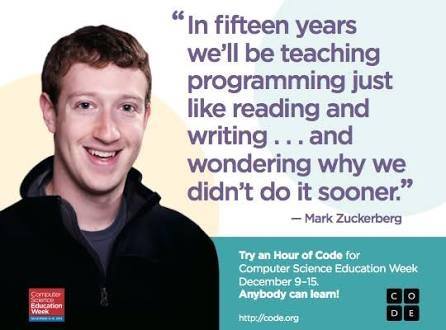 “In fifteen years
we’ll be teaching
programming just
like reading and
writing . . . and
wondering why we
didn’t do it sooner.”
— Mark Zuckerberg
Try an Hour of Code for
Computer Science Education Week
December 9–15.
Anybody can learn!
http://code.org
C O
D E
Computer
Science
Education
Week